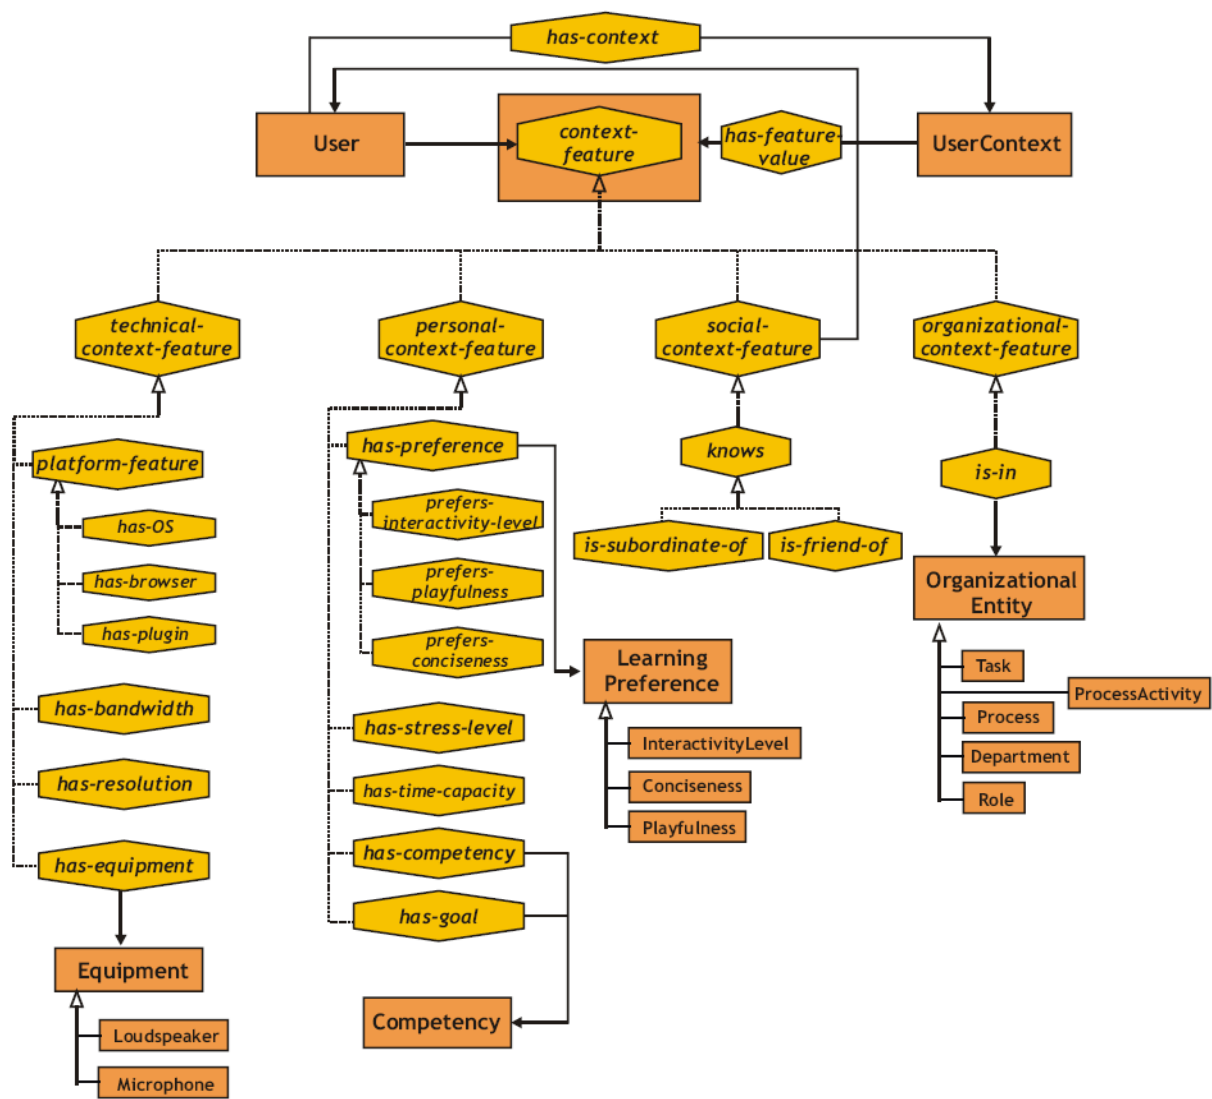 has-context
User
context-
feature
has-feature-
value
UserContext
technical-
context-feature
personal-
context-feature
social-
context-feature
organizational-
context-feature
platform-feature
has-OS
has-browser
has-plugin
has-bandwidth
has-resolution
has-equipment
Equipment
Loudspeaker
Microphone
has-preference
prefers-
interactivity-level
prefers-
playfulness
prefers-
conciseness
has-stress-level
has-time-capacity
has-competency
has-goal
Competency
Learning
Preference
InteractivityLevel
Conciseness
Playfulness
knows
is-subordinate-of
is-friend-of
is-in
Organizational
Entity
Task
ProcessActivity
Process
Department
Role